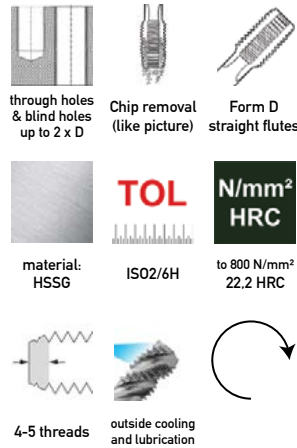 through holes
& blind holes
up to 2 x D
Chip removal
(like picture)
Form D
straight flutes
material:
HSSG
TOL
ISO2/6H
N/mm²
HRC
to 800 N/mm²
22,2 HRC
4-5 threads
outside cooling
and lubrication